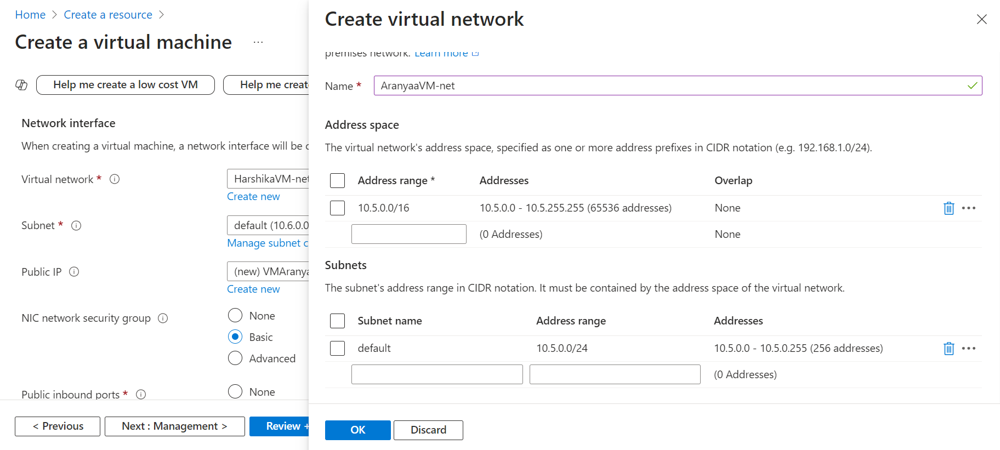 Home > Create a resource >
Create a virtual machine ...
Help me create a low cost VM
Help me creat
Network interface
When creating a virtual machine, a network interface will be c
Virtual network *
HarshikaVM-net
Create new
Subnet *
default (10.6.0.0
Manage subnet c
Public IP
(new) VMAranya
Create new
NIC network security group
None
Basic
Advanced
Public inbound ports *
None
< Previous
Next : Management >
Review +
Create virtual network
premises network. Learn more
Name * AranyaaVM-net
Address space
The virtual network's address space, specified as one or more address prefixes in CIDR notation (e.g. 192.168.1.0/24).
Address range * Addresses Overlap
10.5.0.0/16 10.5.0.0 - 10.5.255.255 (65536 addresses) None
(0 Addresses) None
Subnets
The subnet's address range in CIDR notation. It must be contained by the address space of the virtual network.
Subnet name Address range Addresses
default 10.5.0.0/24 10.5.0.0 - 10.5.0.255 (256 addresses)
(0 Addresses)
OK
Discard